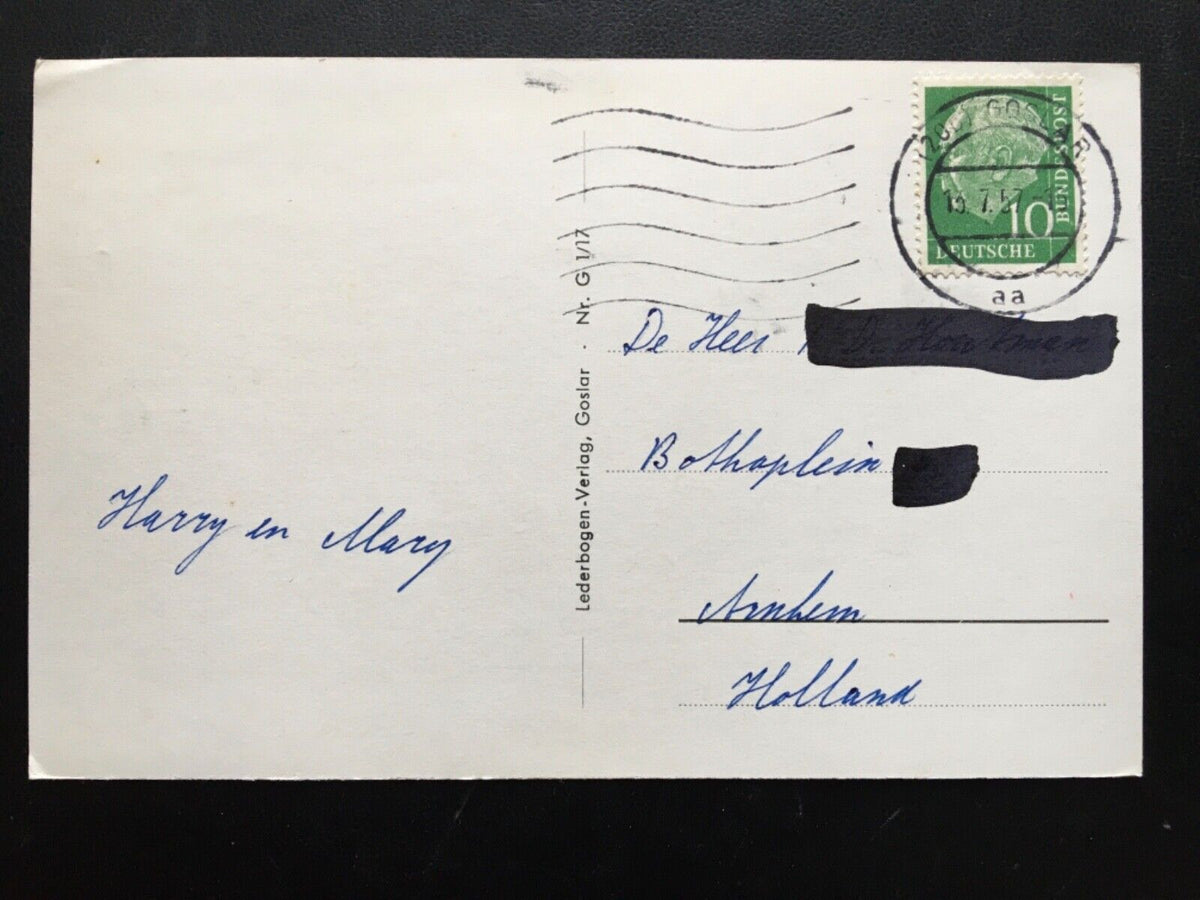 (20b) GOSLAR
DEUTSCHE
BUNDESPOST
10
aa
Lederbogen-Verlag, Goslar · Nr. G 1/17
De Heer
Bothaplein
Arnhem
Holland
Harry en Mary